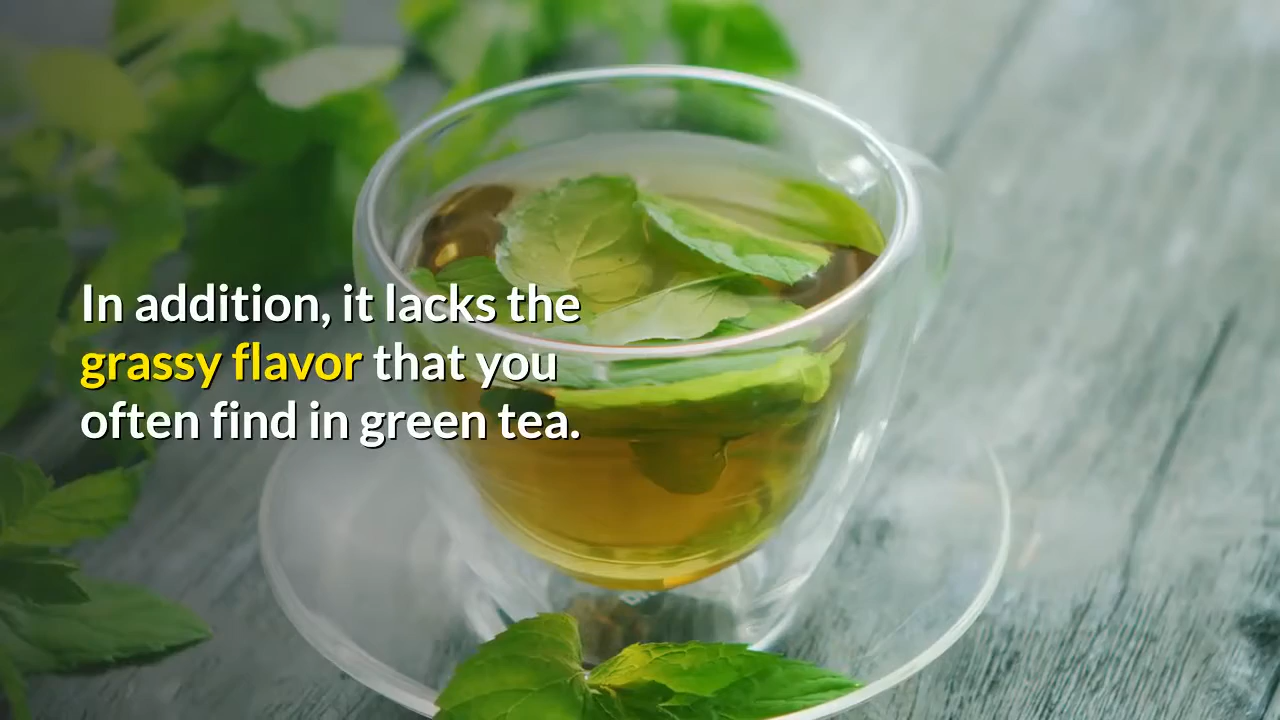 In addition, it lacks the
grassy flavor that you
often find in green tea.